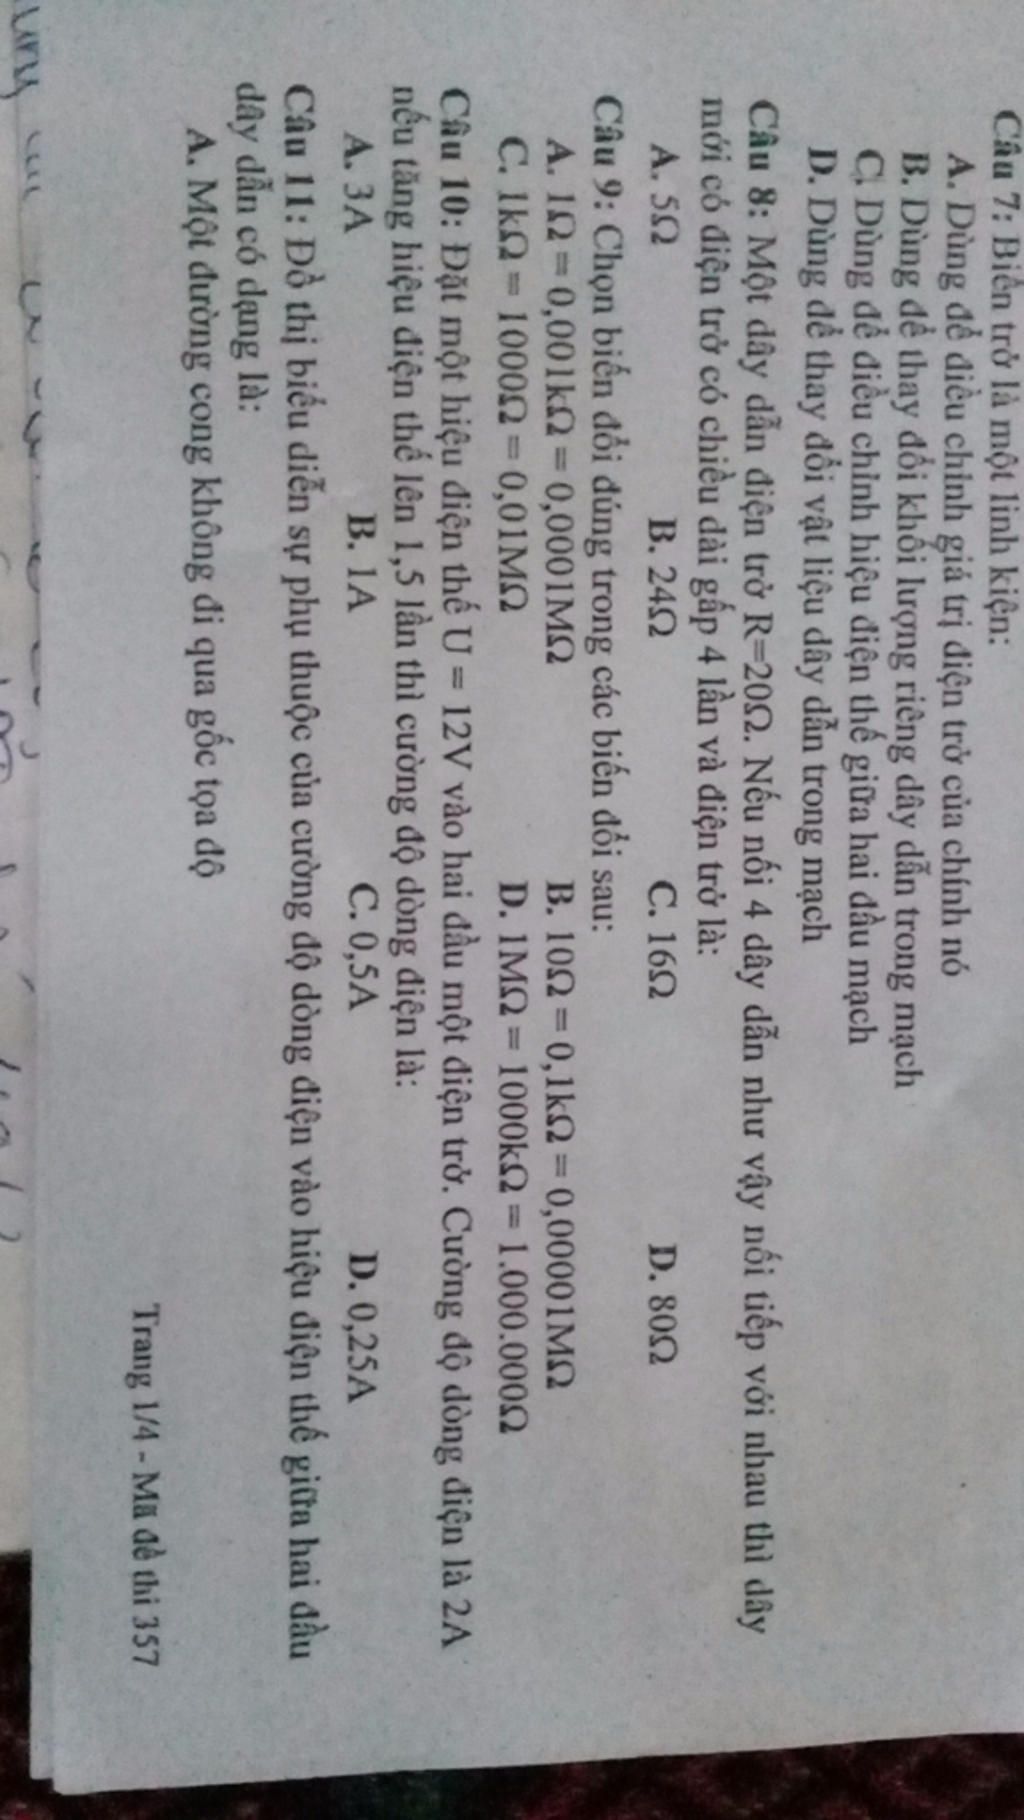 Câu 7: Biến trở là một linh kiện:
A. Dùng để điều chỉnh giá trị điện trở của chính nó
B. Dùng để thay đổi khối lượng riêng dây dẫn trong mạch
C. Dùng để điều chỉnh hiệu điện thế giữa hai đầu mạch
D. Dùng để thay đổi vật liệu dây dẫn trong mạch
Câu 8: Một dây dẫn điện trở R=20Ω. Nếu nối 4 dây dẫn như vậy nối tiếp với nhau thì dây
mới có điện trở có chiều dài gấp 4 lần và điện trở là:
A. 5Ω B. 24Ω C. 16Ω D. 80Ω
Câu 9: Chọn biến đổi đúng trong các biến đổi sau:
A. 1Ω = 0,001kΩ = 0,0001MΩ B. 10Ω = 0,1kΩ = 0,00001MΩ
C. 1kΩ = 1000Ω = 0,01MΩ D. 1MΩ = 1000kΩ = 1.000.000Ω
Câu 10: Đặt một hiệu điện thế U = 12V vào hai đầu một điện trở. Cường độ dòng điện là 2A
nếu tăng hiệu điện thế lên 1,5 lần thì cường độ dòng điện là:
A. 3A B. 1A C. 0,5A D. 0,25A
Câu 11: Đồ thị biểu diễn sự phụ thuộc của cường độ dòng điện vào hiệu điện thế giữa hai đầu
dây dẫn có dạng là:
A. Một đường cong không đi qua gốc tọa độ
Trang 1/4 - Mã đề thi 357